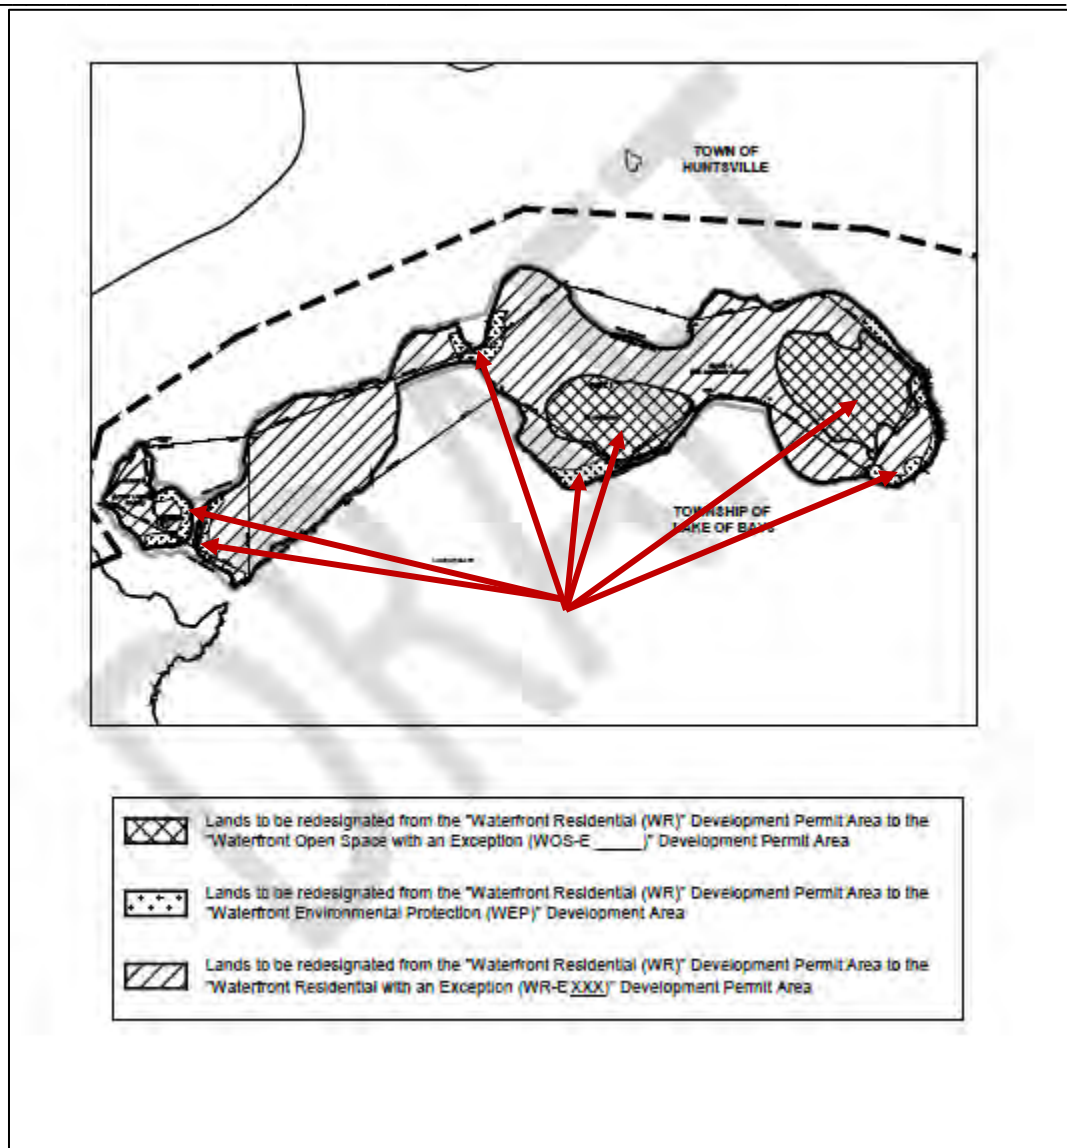 TOWN OF
HUNTSVILLE
TOWNSHIP OF
LAKE OF BAYS
DRAFT
Lands to be redesignated from the "Waterfront Residential (WR)" Development Permit Area to the
"Waterfront Open Space with an Exception (WOS-E _____)" Development Permit Area
Lands to be redesignated from the "Waterfront Residential (WR)" Development Permit Area to the
"Waterfront Environmental Protection (WEP)" Development Area
Lands to be redesignated from the "Waterfront Residential (WR)" Development Permit Area to the
"Waterfront Residential with an Exception (WR-E XXX)" Development Permit Area